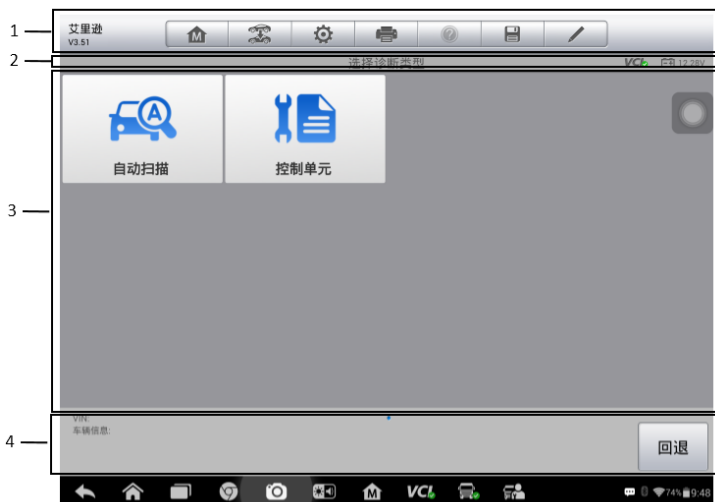 1
艾里逊
V3.51
M
2
选择诊断类型
VCI 12.28V
3
A
自动扫描
控制单元
4
VIN:
车辆信息:
回退
M VCI 74% 9:48